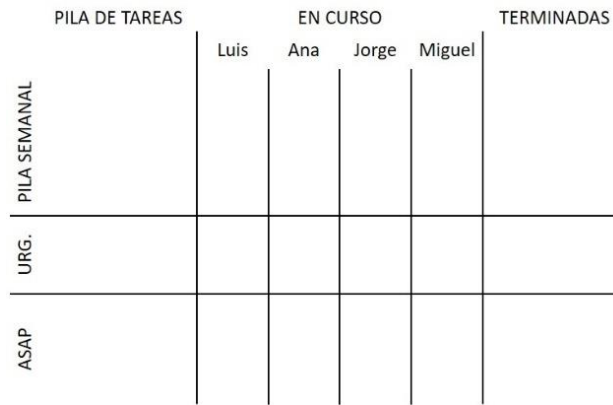 PILA DE TAREAS EN CURSO TERMINADAS
Luis Ana Jorge Miguel
PILA SEMANAL
URG.
ASAP